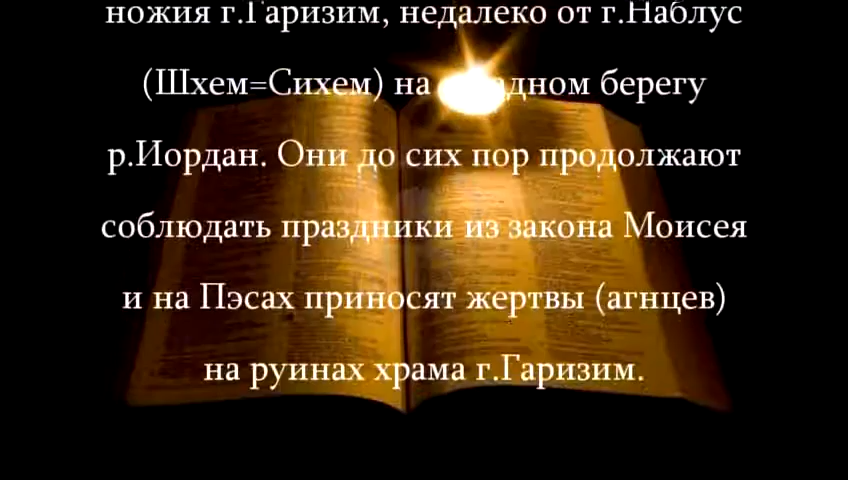 ножия г.Гаризим, недалеко от г.Наблус
(Шхем=Сихем) на берегу
р.Иордан. Они до сих пор продолжают
соблюдать праздники из закона Моисея
и на Пэсах приносят жертвы (агнцев)
на руинах храма г.Гаризим.